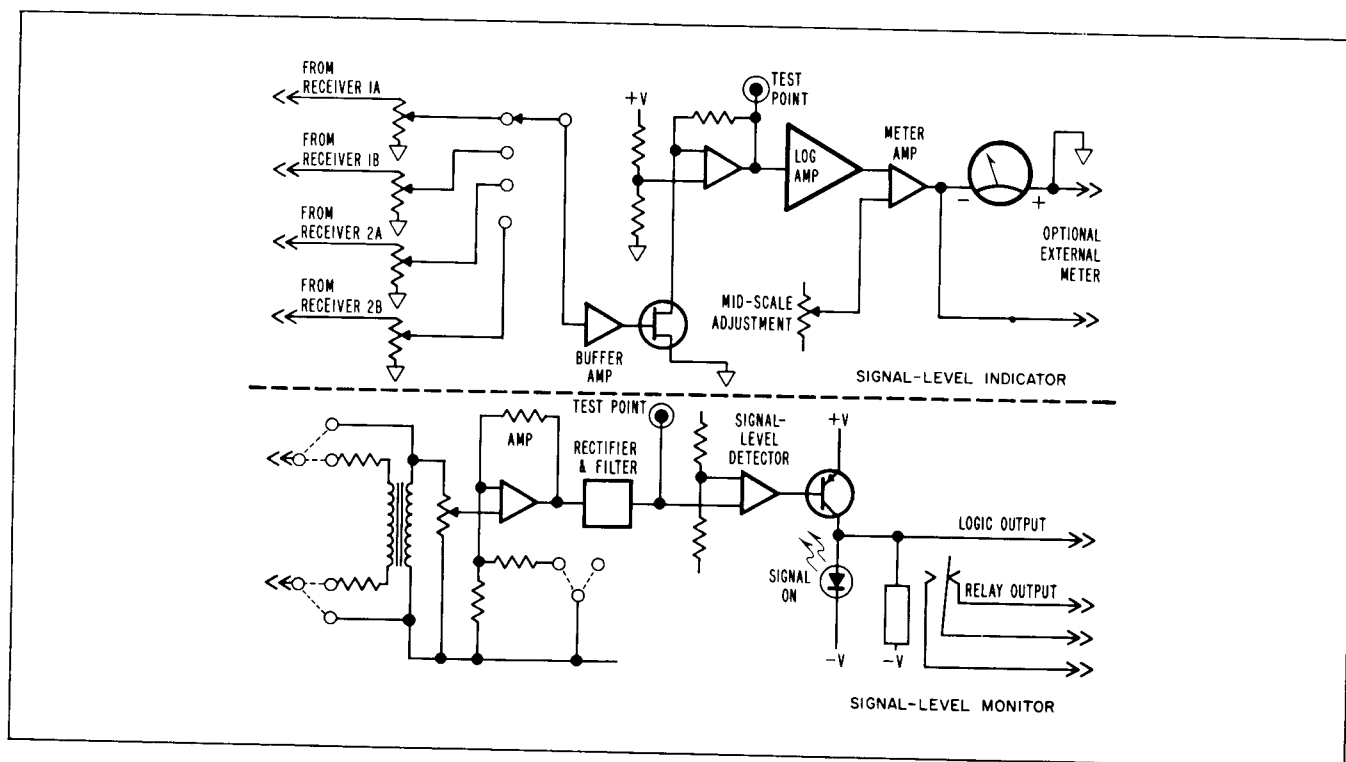 FROM
RECEIVER 1A
FROM
RECEIVER 1B
FROM
RECEIVER 2A
FROM
RECEIVER 2B
BUFFER
AMP
+V
TEST
POINT
LOG
AMP
METER
AMP
-
+
OPTIONAL
EXTERNAL
METER
MID-SCALE
ADJUSTMENT
SIGNAL-LEVEL INDICATOR
AMP
RECTIFIER
& FILTER
TEST POINT
SIGNAL-
LEVEL
DETECTOR
+V
SIGNAL
ON
-V
~V
LOGIC OUTPUT
RELAY OUTPUT
SIGNAL-LEVEL MONITOR